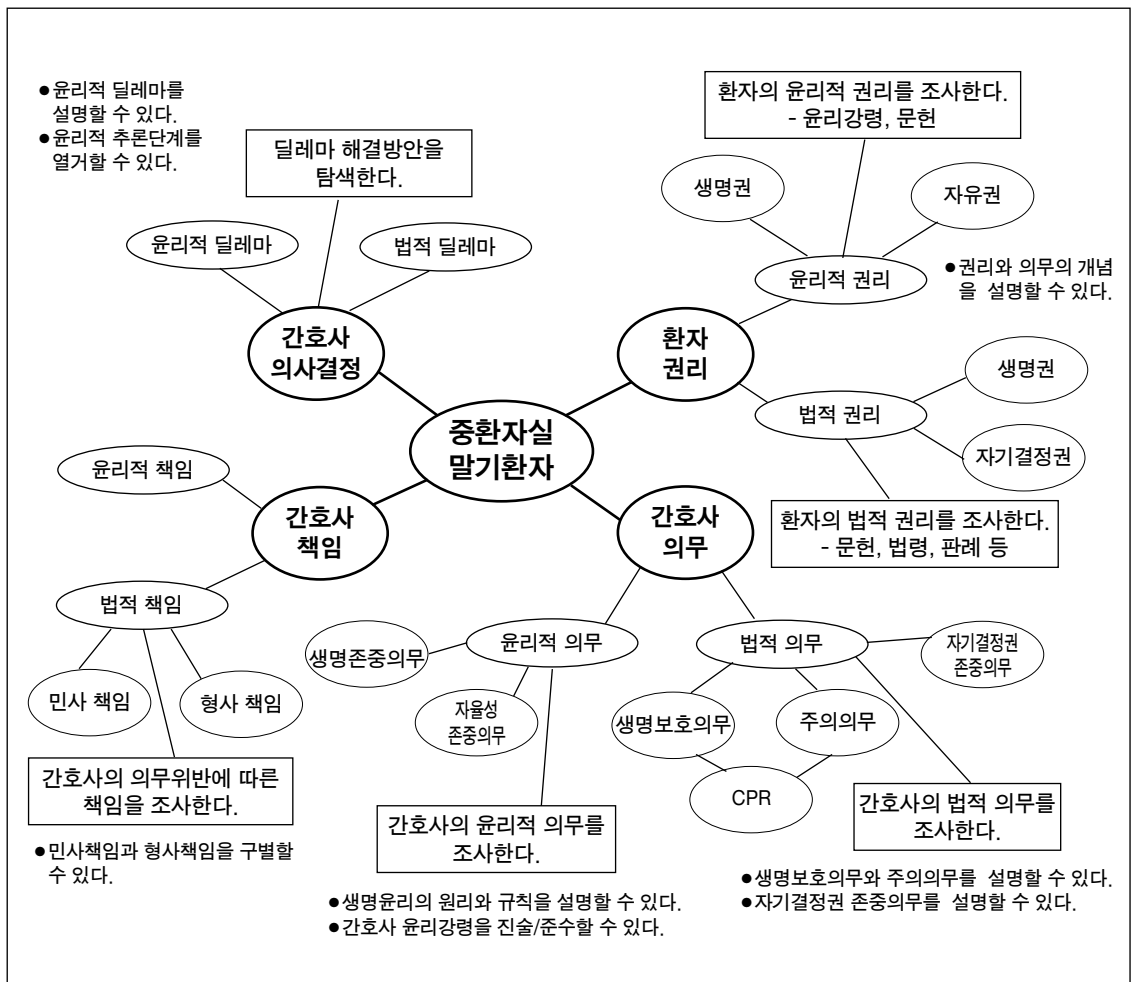 ●윤리적 딜레마를
설명할 수 있다.
●윤리적 추론단계를
열거할 수 있다.
딜레마 해결방안을
탐색한다.
윤리적 딜레마
법적 딜레마
간호사
의사결정
환자의 윤리적 권리를 조사한다.
- 윤리강령, 문헌
생명권
자유권
윤리적 권리
●권리와 의무의 개념
을 설명할 수 있다.
환자
권리
생명권
법적 권리
자기결정권
환자의 법적 권리를 조사한다.
- 문헌, 법령, 판례 등
중환자실
말기환자
윤리적 책임
간호사
책임
법적 책임
민사 책임
형사 책임
간호사의 의무위반에 따른
책임을 조사한다.
●민사책임과 형사책임을 구별할
수 있다.
간호사
의무
윤리적 의무
생명존중의무
자율성
존중의무
간호사의 윤리적 의무를
조사한다.
●생명윤리의 원리와 규칙을 설명할 수 있다.
●간호사 윤리강령을 진술/준수할 수 있다.
법적 의무
자기결정권
존중의무
생명보호의무
주의의무
CPR
간호사의 법적 의무를
조사한다.
●생명보호의무와 주의의무를 설명할 수 있다.
●자기결정권 존중의무를 설명할 수 있다.